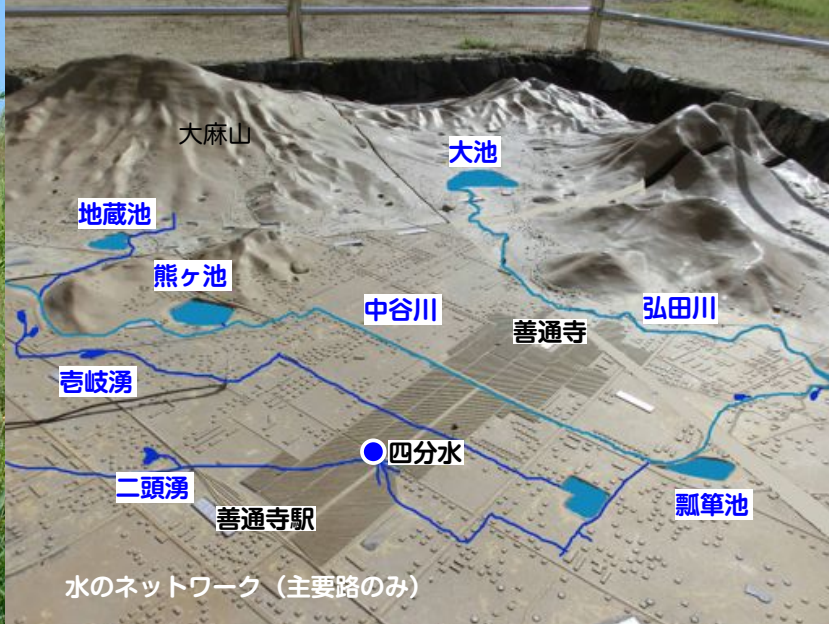 大麻山
大池
地蔵池
熊ヶ池
中谷川
弘田川
善通寺
壱岐湧
四分水
二頭湧
善通寺駅
瓢箪池
水のネットワーク（主要路のみ）